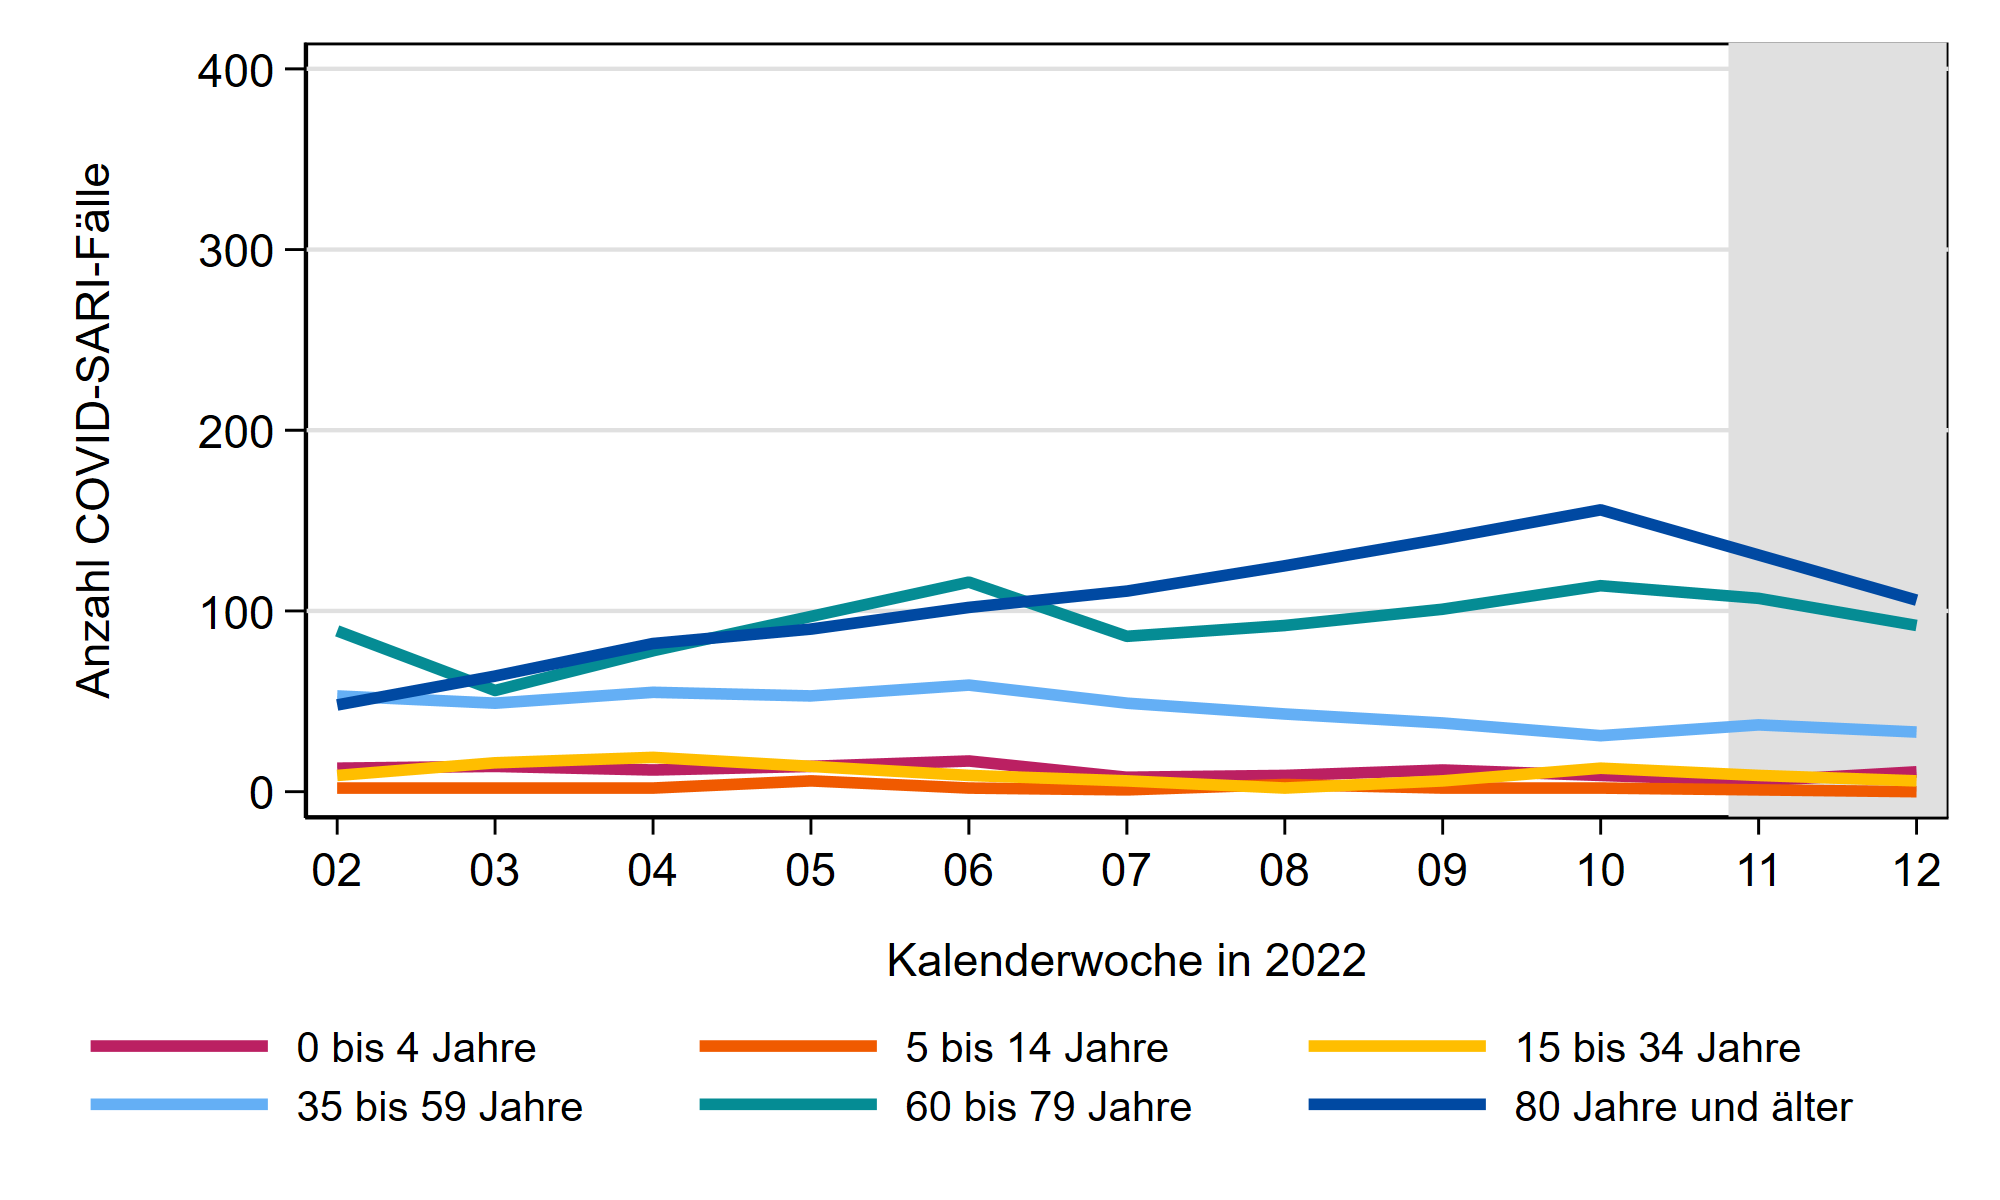 Anzahl COVID-SARI-Fälle
400
300
200
100
0
02 03 04 05 06 07 08 09 10 11 12
Kalenderwoche in 2022
0 bis 4 Jahre 5 bis 14 Jahre 15 bis 34 Jahre
35 bis 59 Jahre 60 bis 79 Jahre 80 Jahre und älter